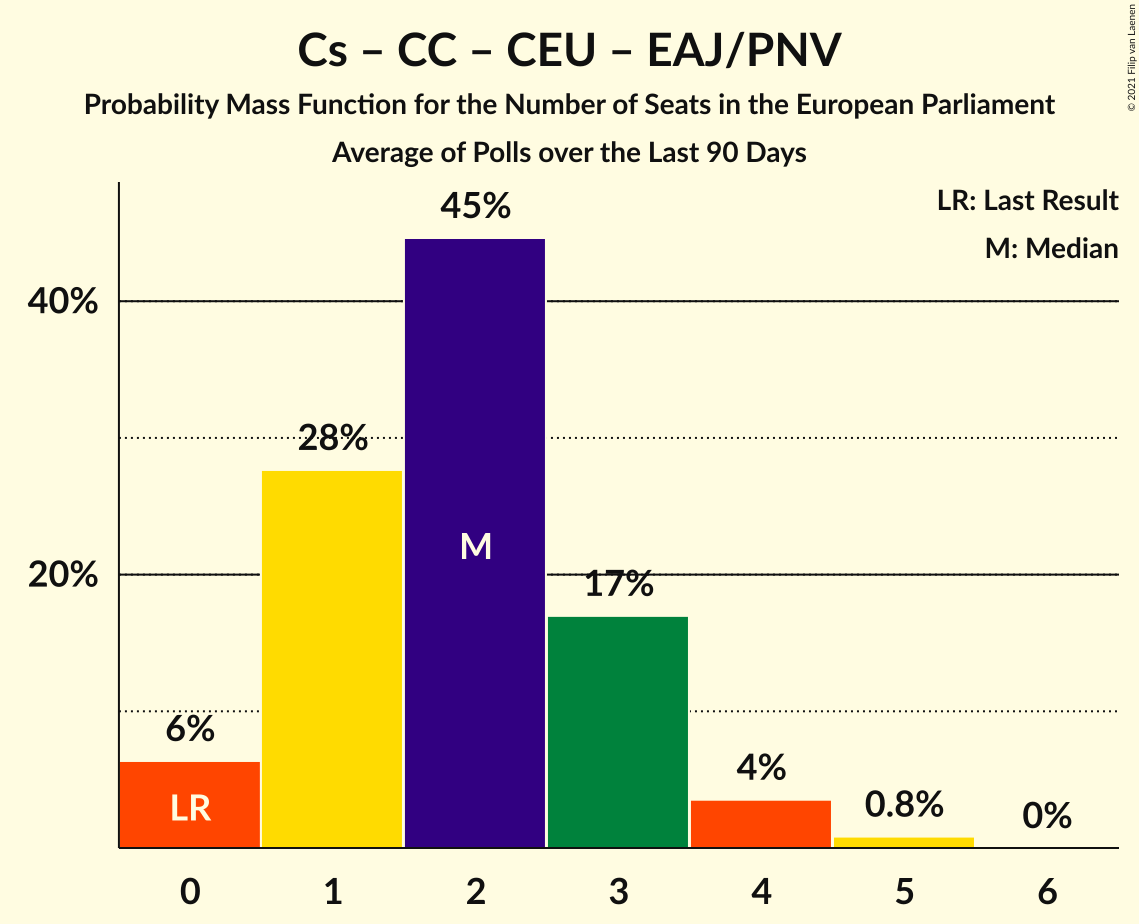 Cs – CC – CEU – EAJ/PNV
Probability Mass Function for the Number of Seats in the European Parliament
Average of Polls over the Last 90 Days
© 2021 Filip van Laenen
LR: Last Result
M: Median
45%
40%
28%
M
20%
17%
6%
LR
4%
0.8%
0%
0 1 2 3 4 5 6